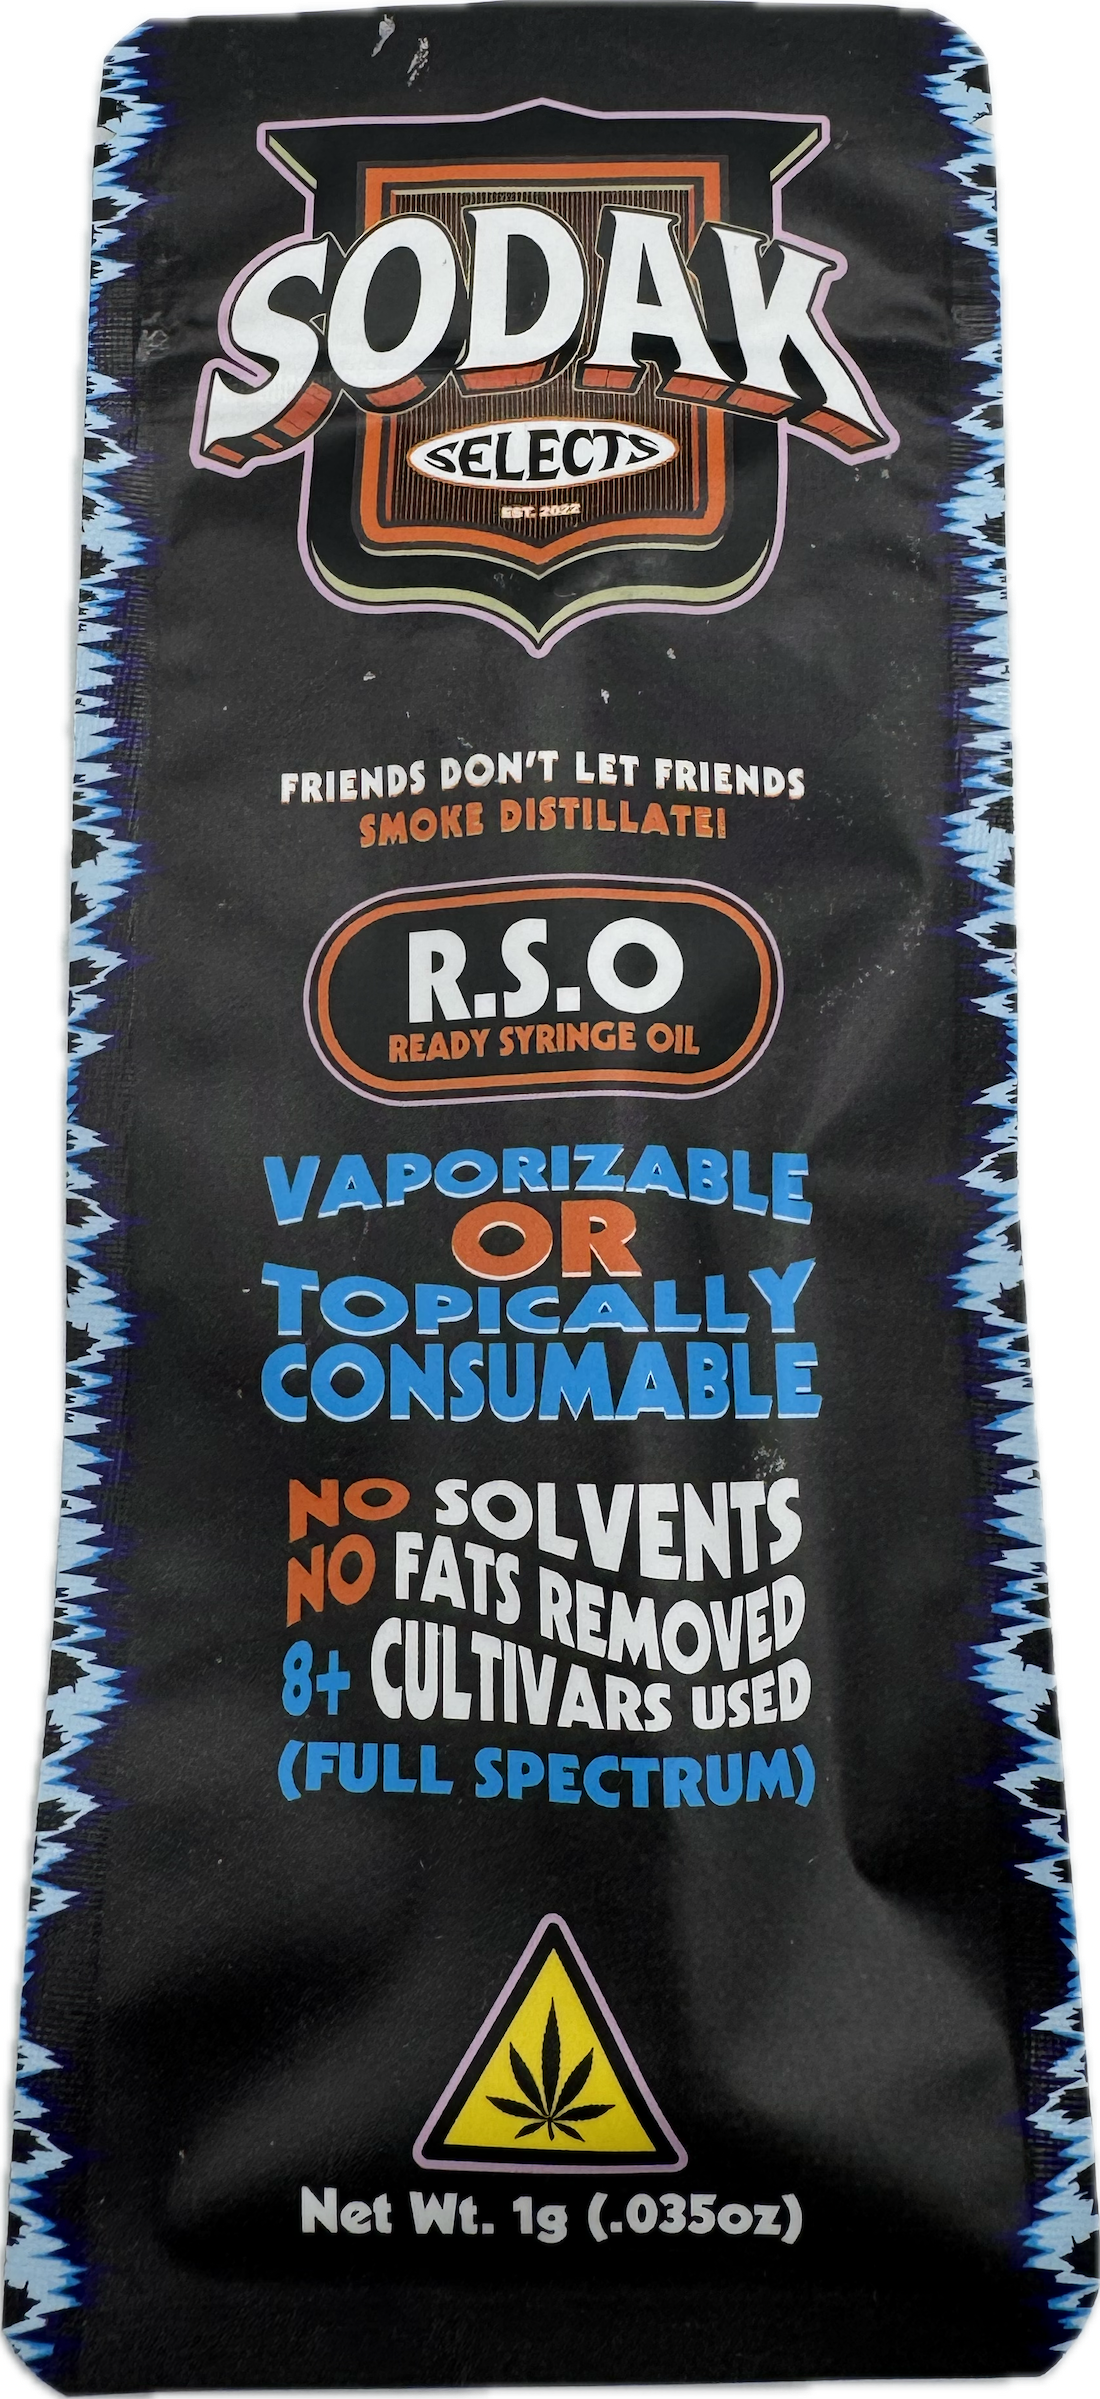 SODAK
SELECTS
EST. 2022
FRIENDS DON'T LET FRIENDS
SMOKE DISTILLATE!
R.S.O
READY SYRINGE OIL
VAPORIZABLE
OR
TOPICALLY
CONSUMABLE
NO SOLVENTS
NO FATS REMOVED
8+ CULTIVARS USED
(FULL SPECTRUM)
Net Wt. 1g (.035oz)